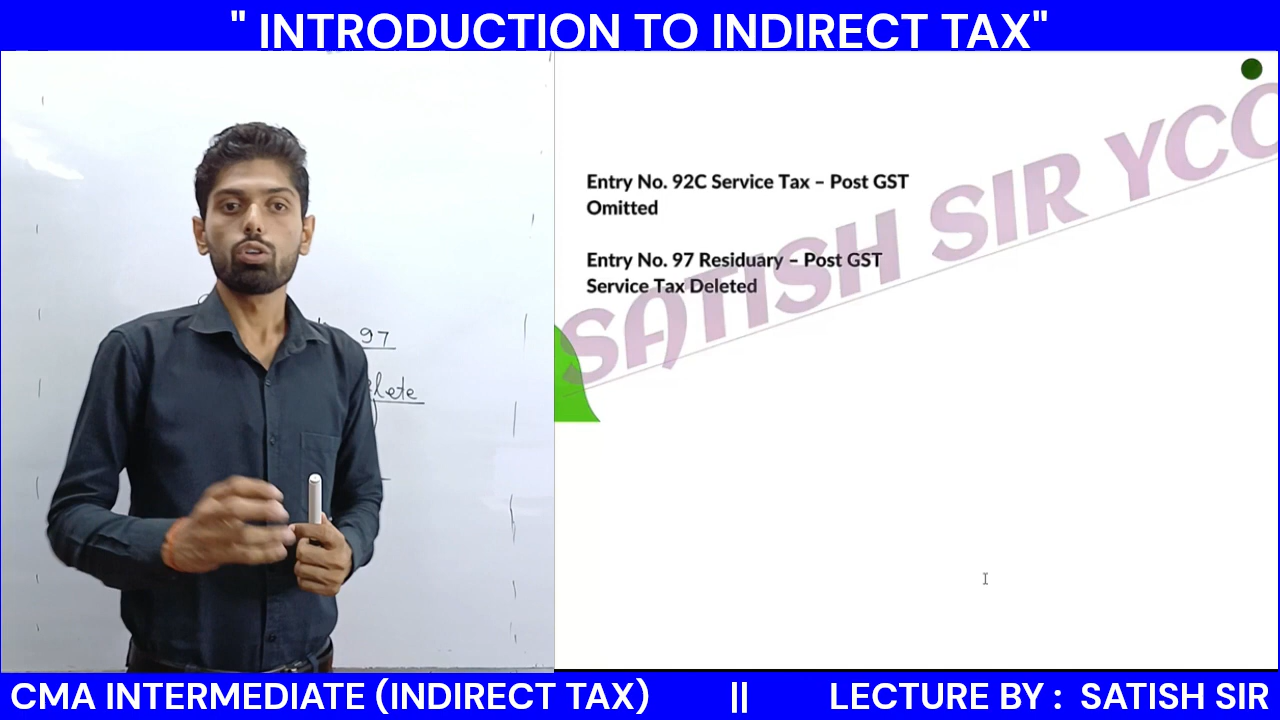 " INTRODUCTION TO INDIRECT TAX"
97
Entry No. 92C Service Tax – Post GST
Omitted
Entry No. 97 Residuary – Post GST
Service Tax Deleted
SATISH SIR
CMA INTERMEDIATE (INDIRECT TAX) || LECTURE BY : SATISH SIR